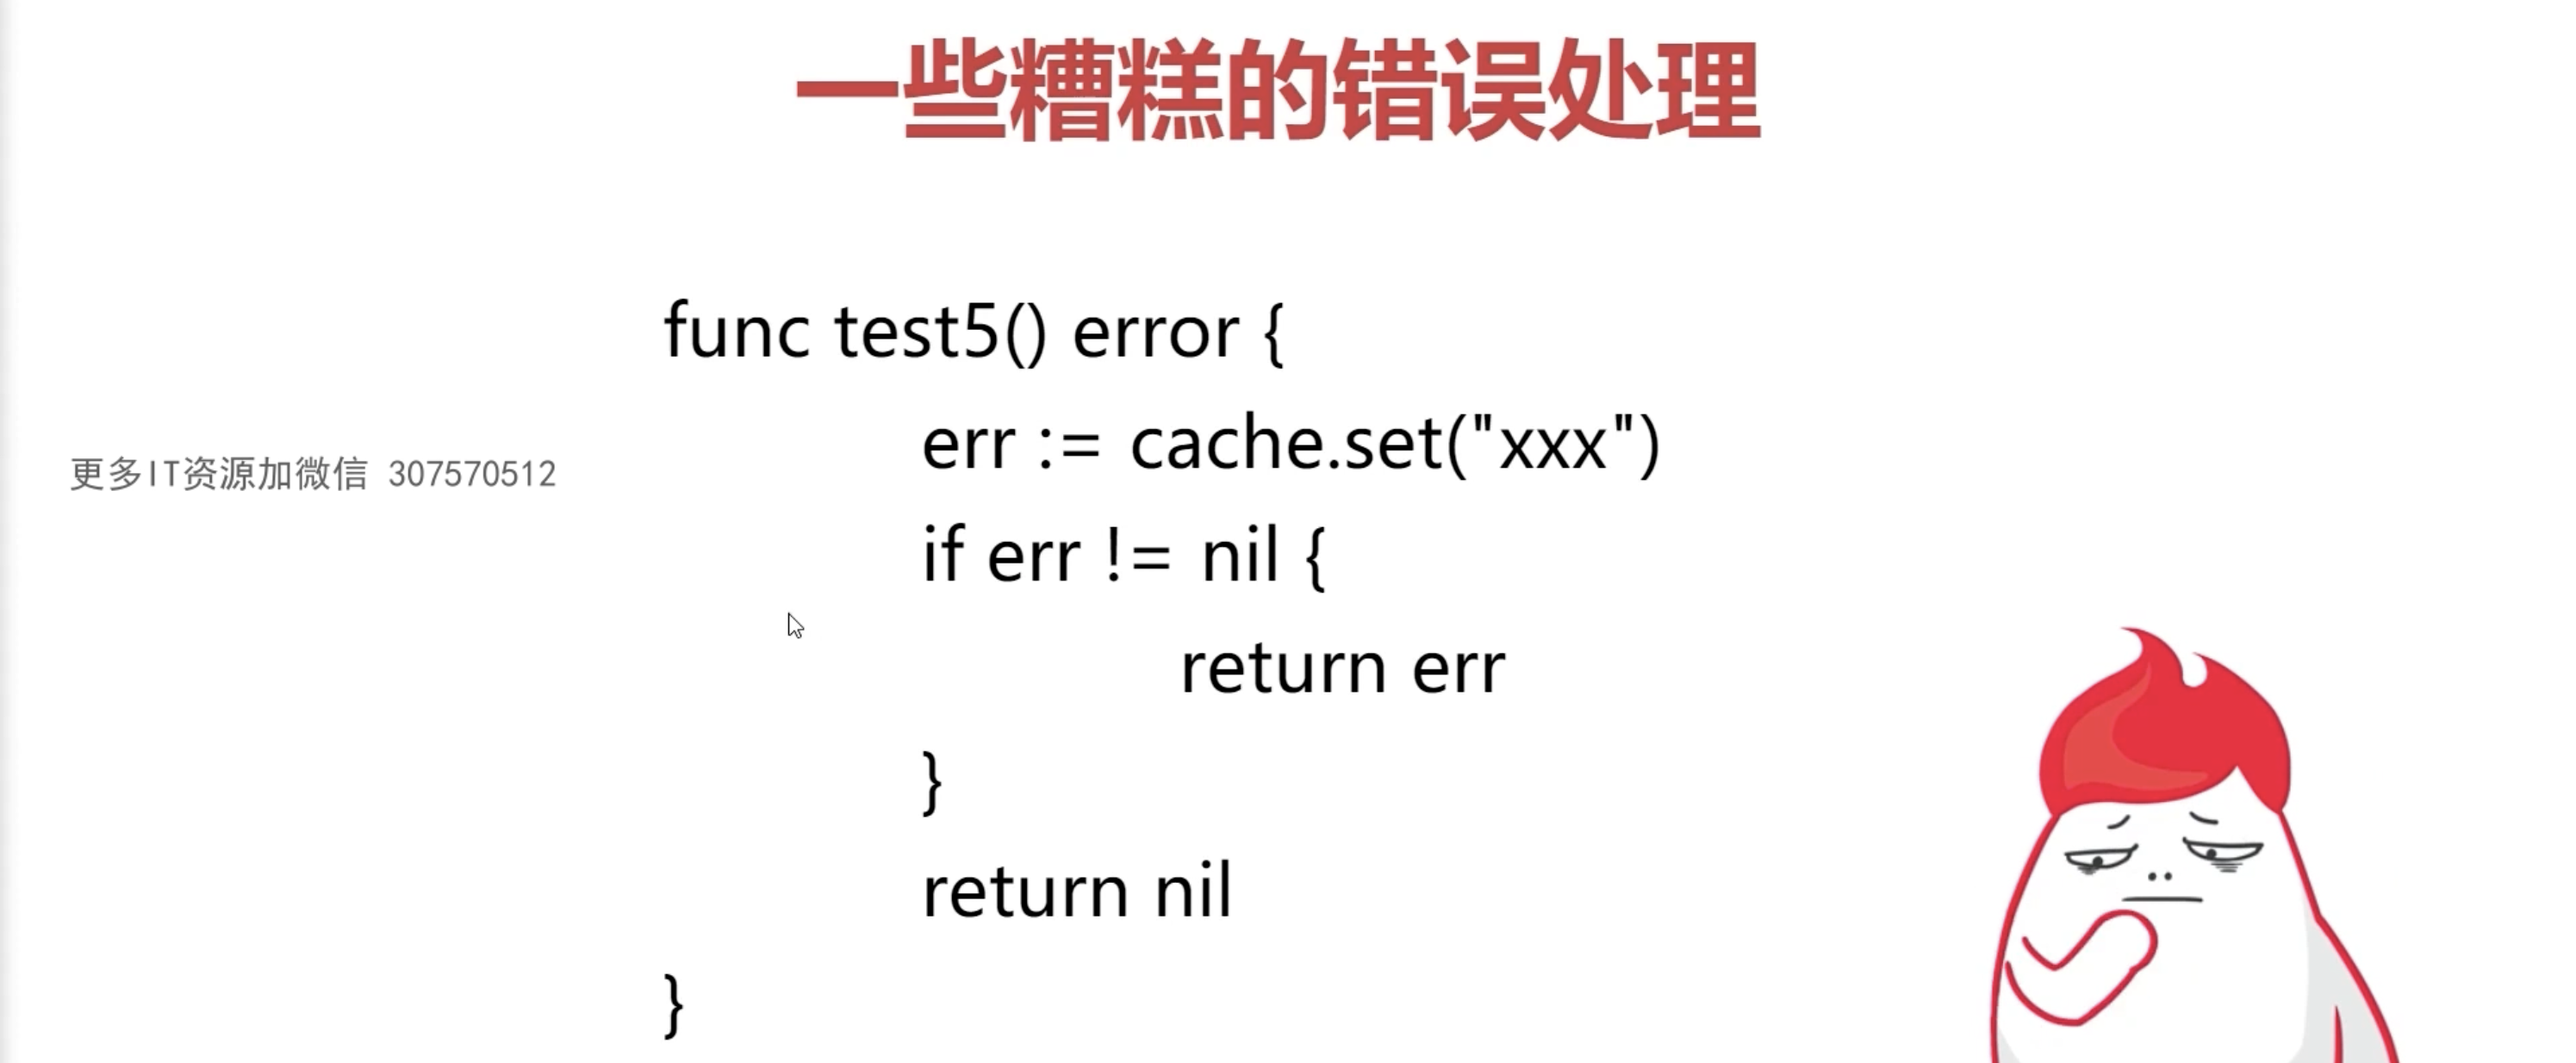 一些糟糕的错误处理
func test5() error {
err := cache.set("xxx")
更多IT资源加微信 307570512
if err != nil {
return err
}
return nil
}